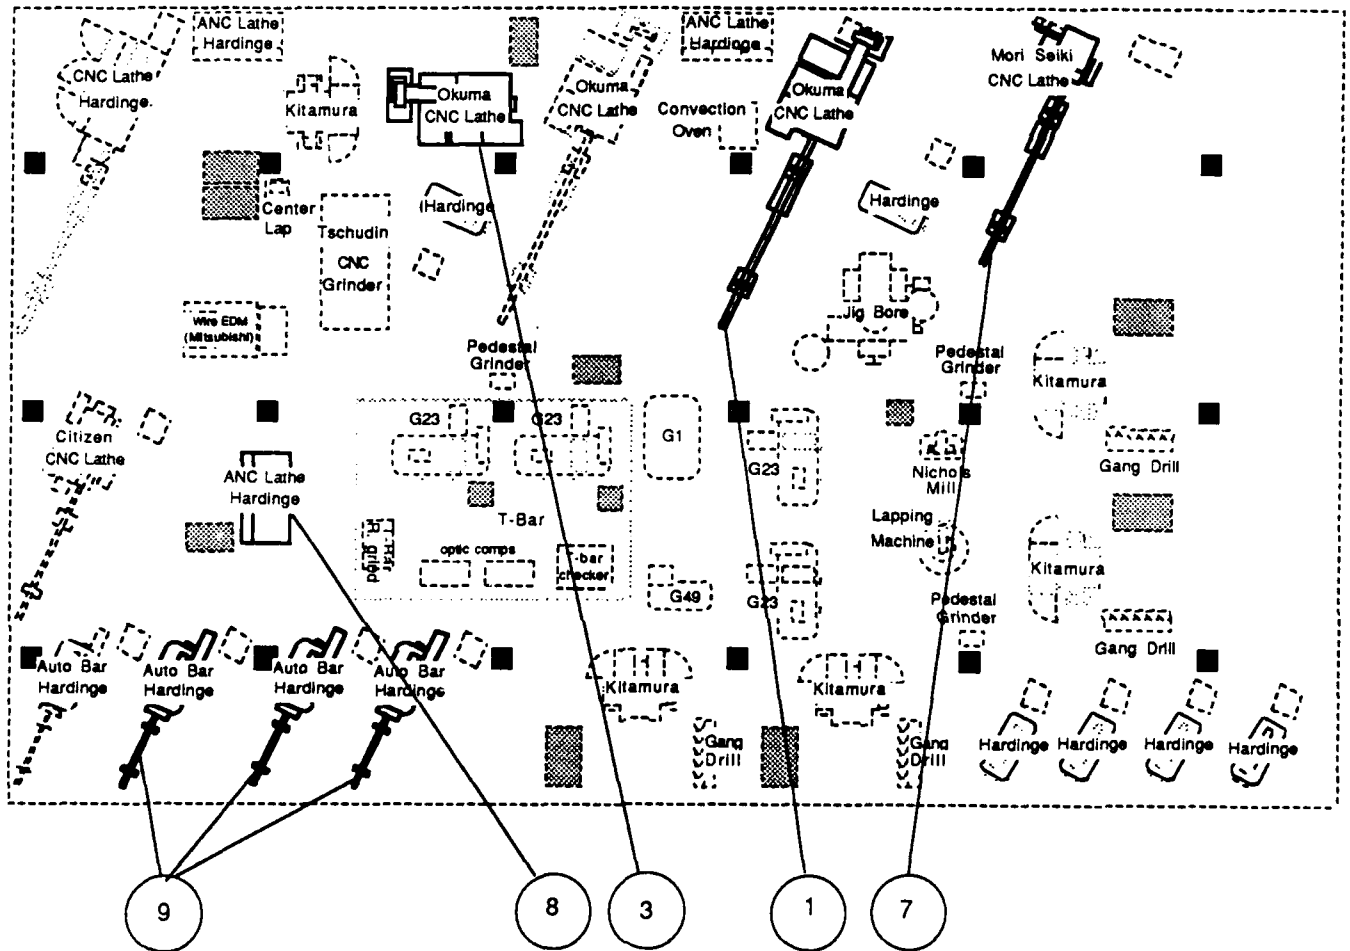 ANC Lathe
Hardinge
ANC Lathe
Hardinge
CNC Lathe
Hardinge
Kitamura
Okuma
CNC Lathe
Okuma
CNC Lathe
Convection
Oven
Okuma
CNC Lathe
Mori Seiki
CNC Lathe
Center
Lap
Tschudin
CNC
Grinder
Hardinge
Hardinge
Wire EDM
(Mitsubishi)
Pedestal
Grinder
Jig Bore
Pedestal
Grinder
Kitamura
Citizen
CNC Lathe
ANC Lathe
Hardinge
G23
G23
G1
G23
Nichols
Mill
Gang Drill
T-Bar
Lapping
Machine
optic comps
T-bar
checker
G49
G23
Kitamura
Pedestal
Grinder
Gang Drill
Auto Bar
Hardinge
Auto Bar
Hardinge
Auto Bar
Hardinge
Auto Bar
Hardinge
Kitamura
Kitamura
Gang
Drill
Gang
Drill
Hardinge
Hardinge
Hardinge
Hardinge
9
8
3
1
7